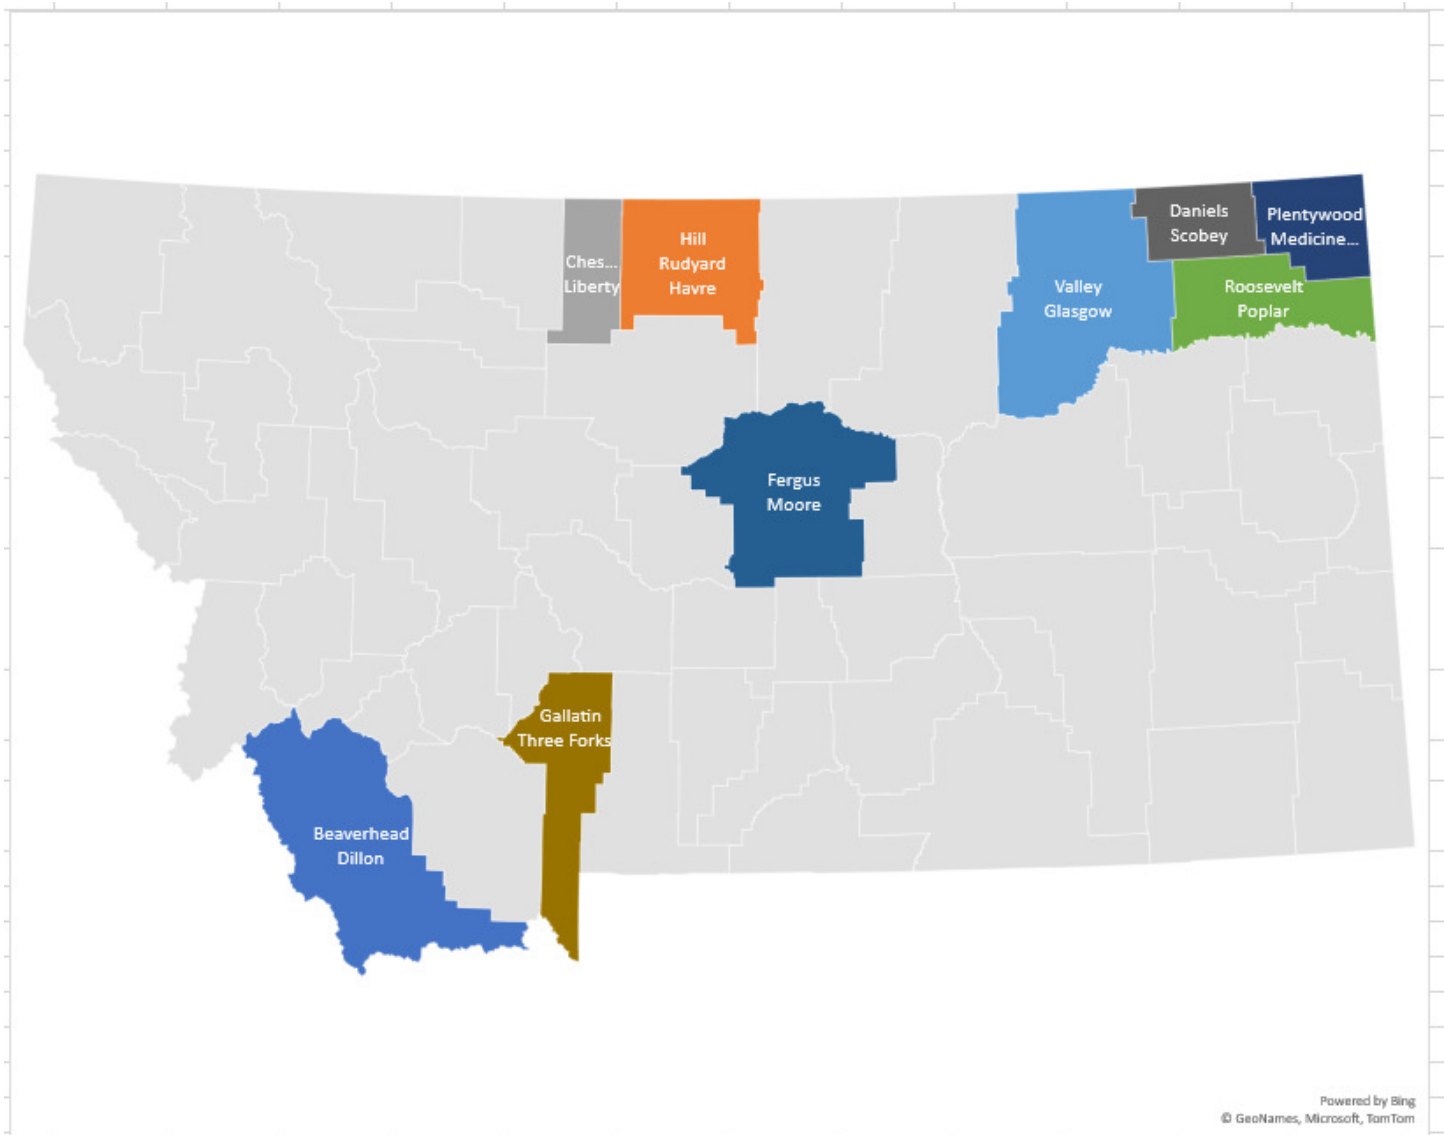 Ches...
Liberty
Hill
Rudyard
Havre
Valley
Glasgow
Daniels
Scobey
Plentywood
Medicine...
Roosevelt
Poplar
Fergus
Moore
Gallatin
Three Forks
Beaverhead
Dillon
Powered by Bing
© GeoNames, Microsoft, TomTom